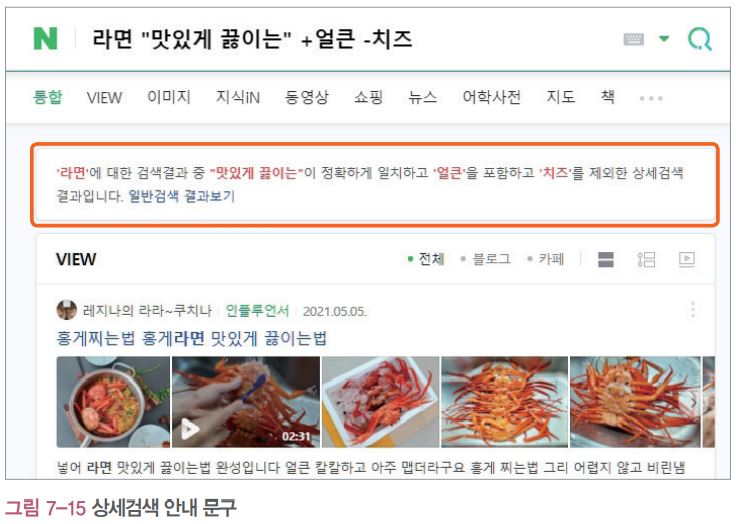 N 라면 "맛있게 끓이는" +얼큰 -치즈
통합 VIEW 이미지 지식iN 동영상 쇼핑 뉴스 어학사전 지도 책
'라면'에 대한 검색결과 중 "맛있게 끓이는"이 정확하게 일치하고 '얼큰'을 포함하고 '치즈'를 제외한 상세검색
결과입니다. 일반검색 결과보기
VIEW 전체 블로그 카페
레지나의 라라~쿠치나 인플루언서 2021.05.05.
홍게찌는법 홍게라면 맛있게 끓이는법
02:31
넣어 라면 맛있게 끓이는법 완성입니다 얼큰 칼칼하고 아주 맵더라구요 홍게 찌는법 그리 어렵지 않고 비린냄
그림 7-15 상세검색 안내 문구